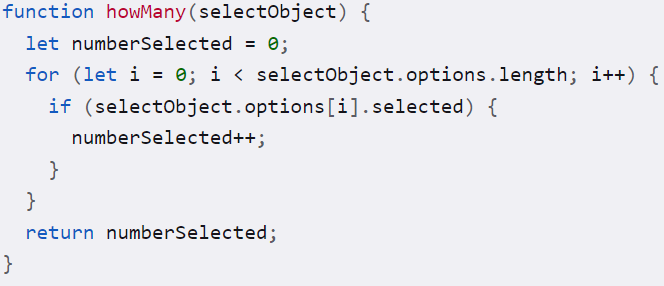 function howMany(selectObject) {
  let numberSelected = 0;
  for (let i = 0; i < selectObject.options.length; i++) {
    if (selectObject.options[i].selected) {
      numberSelected++;
    }
  }
  return numberSelected;
}